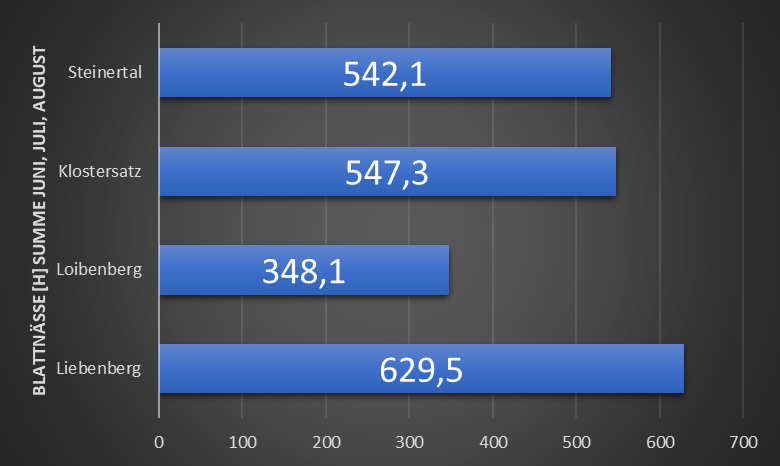 BLATTNÄSSE [H] SUMME JUNI, JULI, AUGUST
Steinertal 542,1
Klostersatz 547,3
Loibenberg 348,1
Liebenberg 629,5
0 100 200 300 400 500 600 700